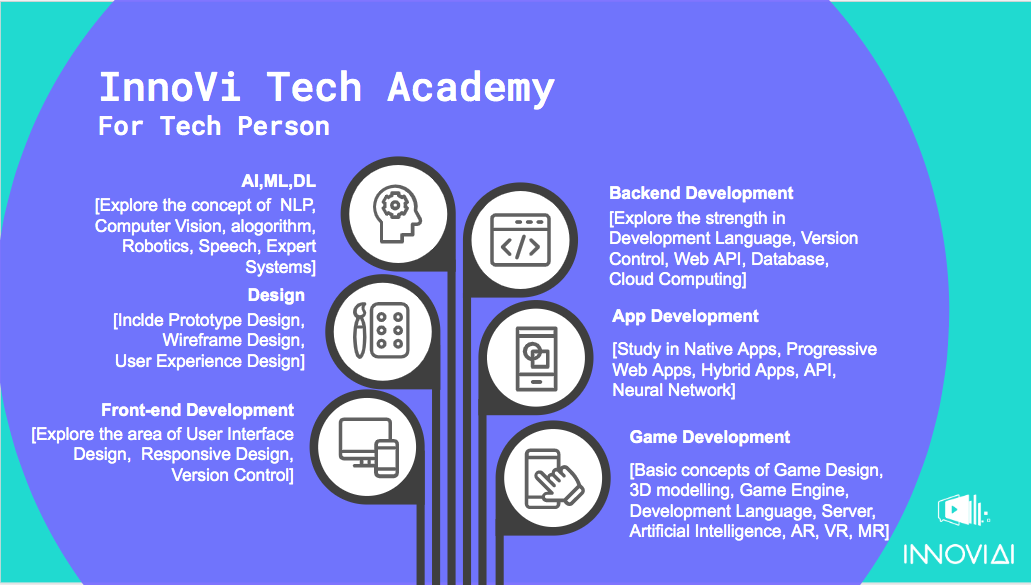 InnoVi Tech Academy
For Tech Person
AI,ML,DL
[Explore the concept of NLP,
Computer Vision, alogorithm,
Robotics, Speech, Expert
Systems]
Design
[Inclde Prototype Design,
Wireframe Design,
User Experience Design]
Front-end Development
[Explore the area of User Interface
Design, Responsive Design,
Version Control]
Backend Development
[Explore the strength in
Development Language, Version
Control, Web API, Database,
Cloud Computing]
App Development
[Study in Native Apps, Progressive
Web Apps, Hybrid Apps, API,
Neural Network]
Game Development
[Basic concepts of Game Design,
3D modelling, Game Engine,
Development Language, Server,
Artificial Intelligence, AR, VR, MR]
INNOVIAI